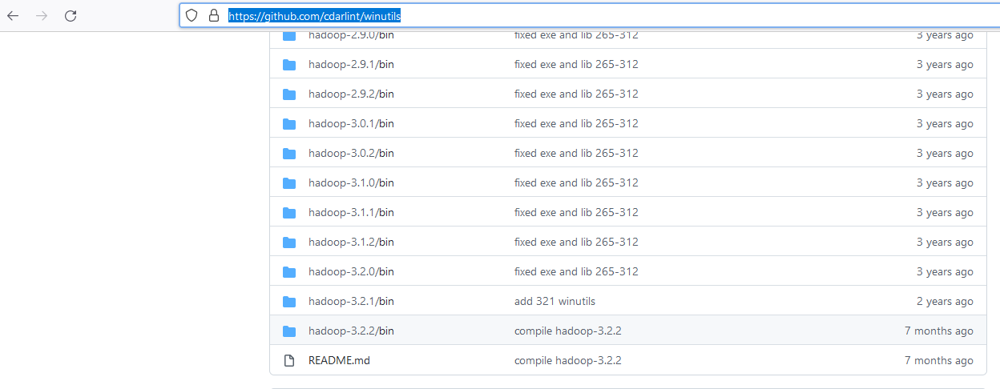 https://github.com/cdarlint/winutils
hadoop-2.9.0/bin fixed exe and lib 265-312 3 years ago
hadoop-2.9.1/bin fixed exe and lib 265-312 3 years ago
hadoop-2.9.2/bin fixed exe and lib 265-312 3 years ago
hadoop-3.0.1/bin fixed exe and lib 265-312 3 years ago
hadoop-3.0.2/bin fixed exe and lib 265-312 3 years ago
hadoop-3.1.0/bin fixed exe and lib 265-312 3 years ago
hadoop-3.1.1/bin fixed exe and lib 265-312 3 years ago
hadoop-3.1.2/bin fixed exe and lib 265-312 3 years ago
hadoop-3.2.0/bin fixed exe and lib 265-312 3 years ago
hadoop-3.2.1/bin add 321 winutils 2 years ago
hadoop-3.2.2/bin compile hadoop-3.2.2 7 months ago
README.md compile hadoop-3.2.2 7 months ago